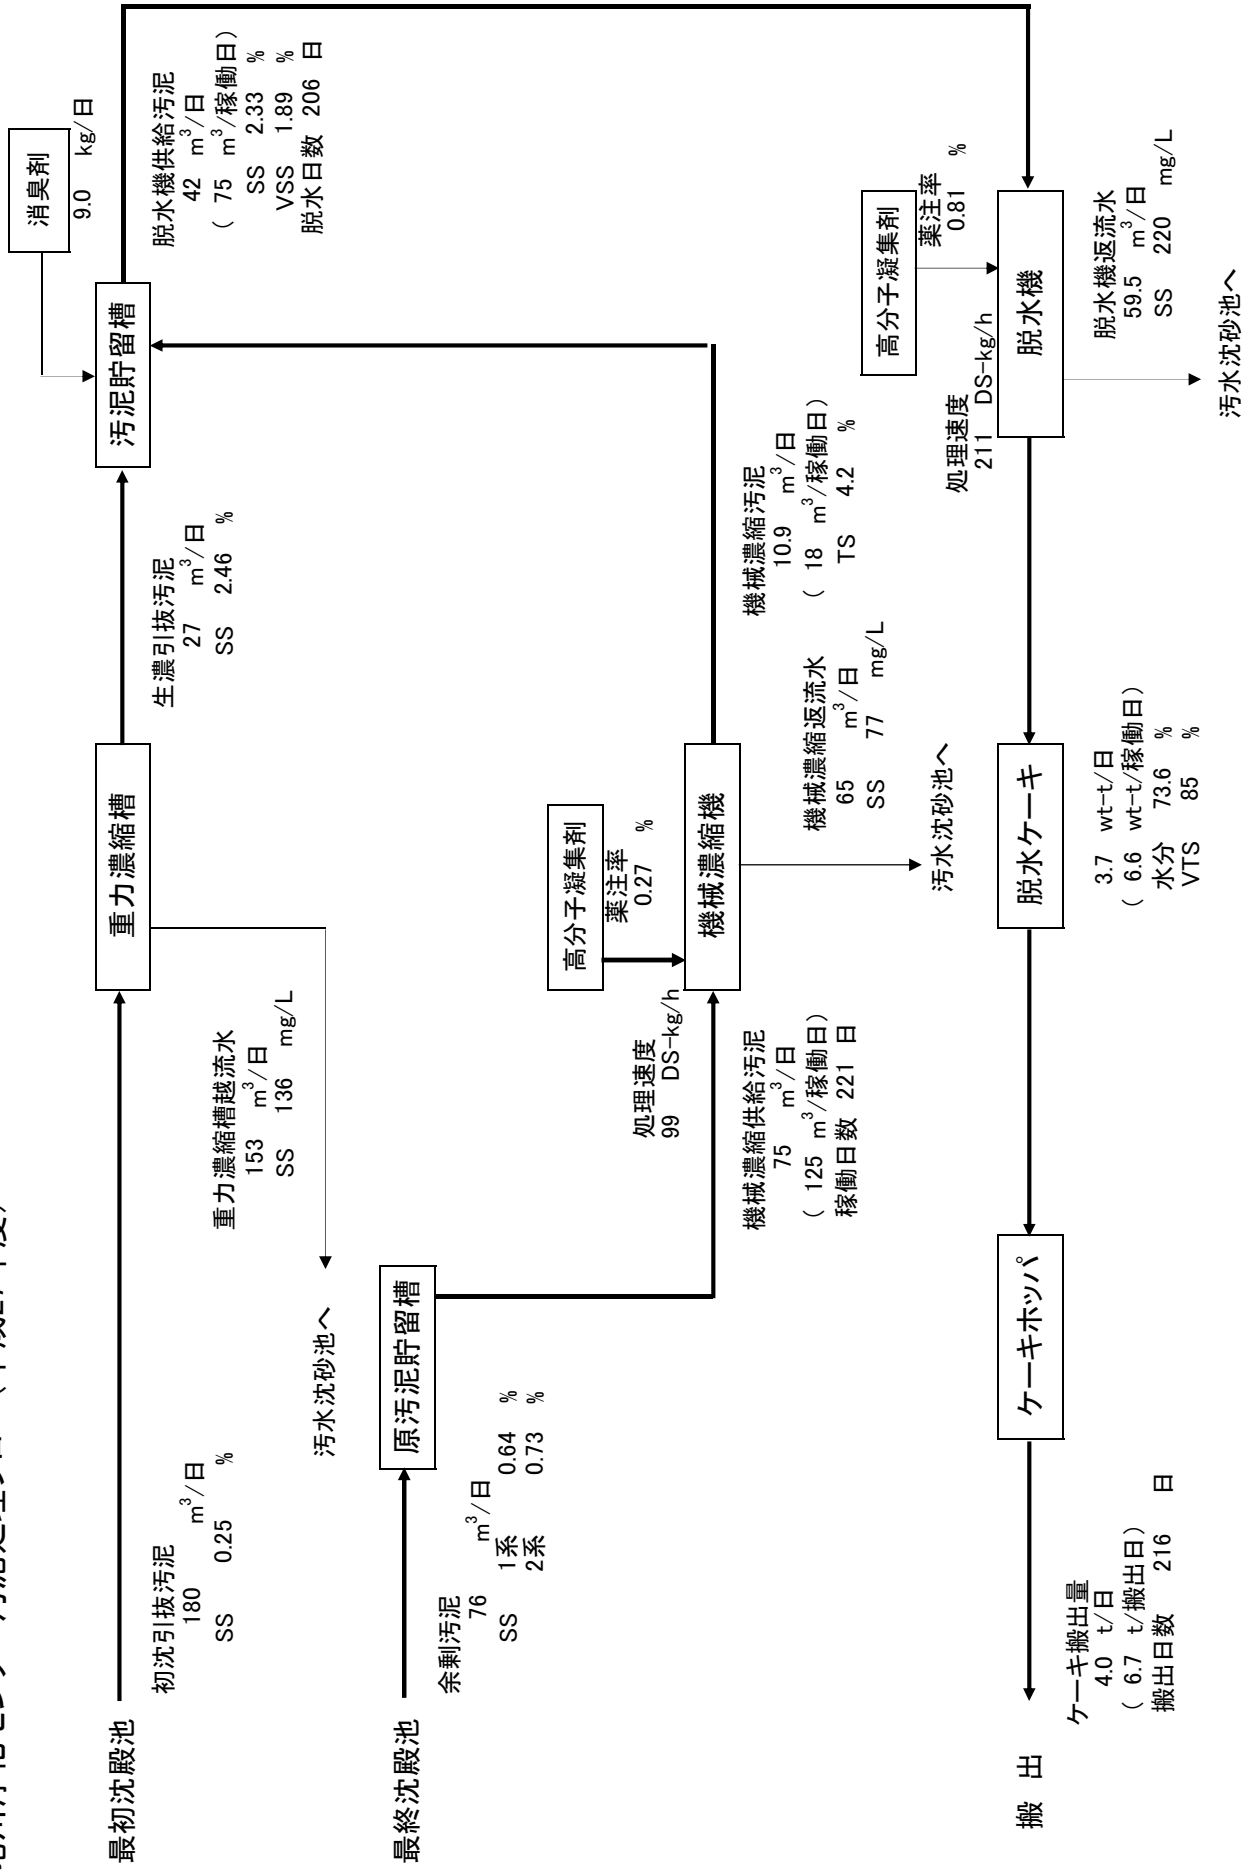 最初沈殿池
初沈引抜汚泥
180 m³/日
SS 0.25 %
重力濃縮槽
重力濃縮槽越流水
153 m³/日
SS 136 mg/L
汚水沈砂池へ
生濃引抜汚泥
27 m³/日
SS 2.46 %
汚泥貯留槽
消臭剤
9.0 kg/日
脱水機供給汚泥
42 m³/日
( 75 m³/稼働日)
SS 2.33 %
VSS 1.89 %
脱水日数 206 日
最終沈殿池
余剰汚泥
76 m³/日
SS 1系 0.64 %
2系 0.73 %
原汚泥貯留槽
高分子凝集剤
薬注率
0.27 %
処理速度
99 DS-kg/h
機械濃縮機
機械濃縮供給汚泥
75 m³/日
( 125 m³/稼働日)
稼働日数 221 日
機械濃縮返流水
65 m³/日
SS 77 mg/L
汚水沈砂池へ
機械濃縮汚泥
10.9 m³/日
( 18 m³/稼働日)
TS 4.2 %
高分子凝集剤
薬注率
0.81 %
処理速度
211 DS-kg/h
脱水機
脱水機返流水
59.5 m³/日
SS 220 mg/L
汚水沈砂池へ
脱水ケーキ
3.7 wt-t/日
( 6.6 wt-t/稼働日)
水分 73.6 %
VTS 85 %
ケーキホッパ
搬 出
ケーキ搬出量
4.0 t/日
( 6.7 t/搬出日)
搬出日数 216 日